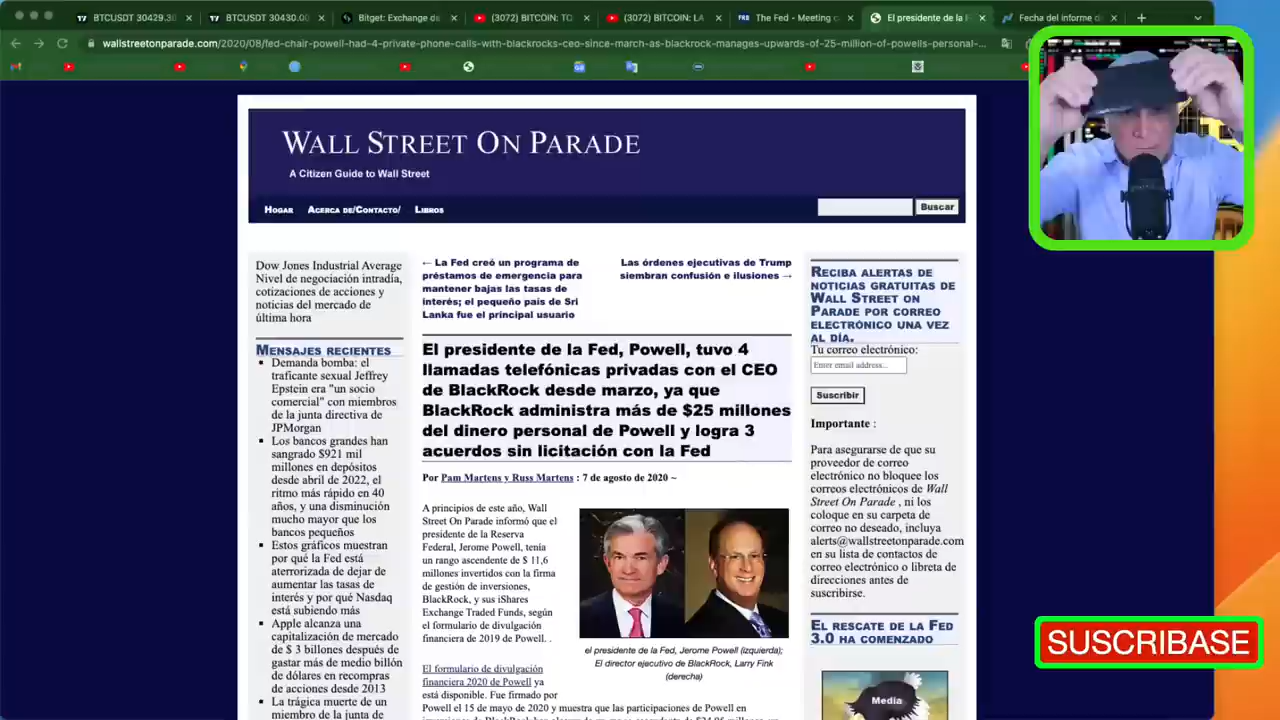 BTCUSDT 30429.3
BTCUSDT 30430.00
Bitget: Exchange de
(3072) BITCOIN: TO
(3072) BITCOIN: LA
The Fed - Meeting c
El presidente de la F
Fecha del informe d
wallstreetonparade.com/2020/08/fed-chair-powell-had-4-private-phone-calls-with-blackrocks-ceo-since-march-as-blackrock-manages-upwards-of-25-million-of-powells-personal-...
WALL STREET ON PARADE
A Citizen Guide to Wall Street
HOGAR ACERCA DE/CONTACTO/ LIBROS
Buscar
Dow Jones Industrial Average
Nivel de negociación intradía,
cotizaciones de acciones y
noticias del mercado de
última hora
MENSAJES RECIENTES
Demanda bomba: el
traficante sexual Jeffrey
Epstein era "un socio
comercial" con miembros
de la junta directiva de
JPMorgan
Los bancos grandes han
sangrado $921 mil
millones en depósitos
desde abril de 2022, el
ritmo más rápido en 40
años, y una disminución
mucho mayor que los
bancos pequeños
Estos gráficos muestran
por qué la Fed está
aterrorizada de dejar de
aumentar las tasas de
interés y por qué Nasdaq
está subiendo más
Apple alcanza una
capitalización de mercado
de $ 3 billones después de
gastar más de medio billón
de dólares en recompras
de acciones desde 2013
La trágica muerte de un
miembro de la junta de
← La Fed creó un programa de
préstamos de emergencia para
mantener bajas las tasas de
interés; el pequeño país de Sri
Lanka fue el principal usuario
Las órdenes ejecutivas de Trump
siembran confusión e ilusiones →
El presidente de la Fed, Powell, tuvo 4
llamadas telefónicas privadas con el CEO
de BlackRock desde marzo, ya que
BlackRock administra más de $25 millones
del dinero personal de Powell y logra 3
acuerdos sin licitación con la Fed
Por Pam Martens y Russ Martens : 7 de agosto de 2020 ~
A principios de este año, Wall
Street On Parade informó que el
presidente de la Reserva
Federal, Jerome Powell, tenía
un rango ascendente de $ 11,6
millones invertidos con la firma
de gestión de inversiones,
BlackRock, y sus iShares
Exchange Traded Funds, según
el formulario de divulgación
financiera de 2019 de Powell. .
el presidente de la Fed, Jerome Powell (izquierda);
El director ejecutivo de BlackRock, Larry Fink
(derecha)
El formulario de divulgación
financiera 2020 de Powell ya
está disponible. Fue firmado por
Powell el 15 de mayo de 2020 y muestra que las participaciones de Powell en
RECIBA ALERTAS DE
NOTICIAS GRATUITAS DE
WALL STREET ON
PARADE POR CORREO
ELECTRÓNICO UNA VEZ
AL DÍA.
Tu correo electrónico:
Enter email address...
Suscribir
Importante :
Para asegurarse de que su
proveedor de correo
electrónico no bloquee los
correos electrónicos de Wall
Street On Parade , ni los
coloque en su carpeta de
correo no deseado, incluya
alerts@wallstreetonparade.com
en su lista de contactos de
correo electrónico o libreta de
direcciones antes de
suscribirse.
EL RESCATE DE LA FED
3.0 HA COMENZADO
Media
SUSCRIBASE